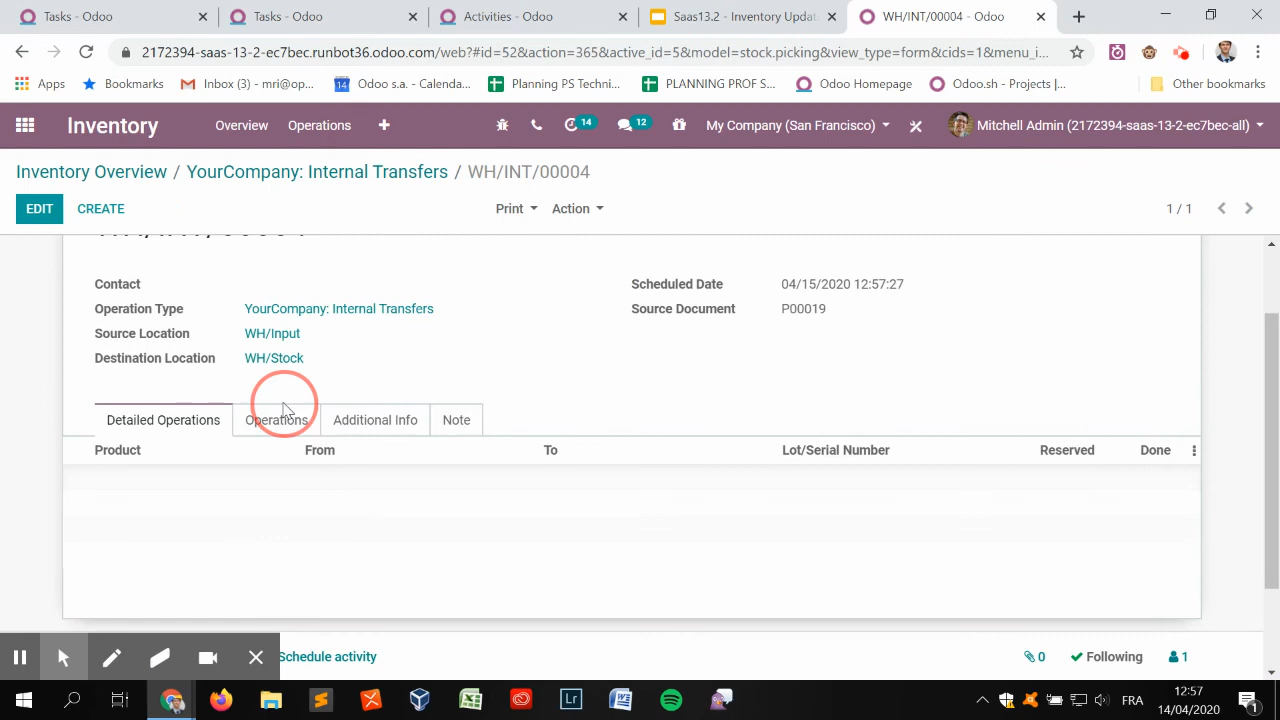 Tasks - Odoo
Tasks - Odoo
Activities - Odoo
Saas13.2 - Inventory Updat
WH/INT/00004 - Odoo
2172394-saas-13-2-ec7bec.runbot36.odoo.com/web?#id=52&action=365&active_id=5&model=stock.picking&view_type=form&cids=1&menu_i...
Apps
Bookmarks
Inbox (3) - mri@op...
14
Odoo s.a. - Calenda...
Planning PS Techni...
PLANNING PROF S...
Odoo Homepage
Odoo.sh - Projects |...
Other bookmarks
Inventory
Overview
Operations
14
12
My Company (San Francisco)
Mitchell Admin (2172394-saas-13-2-ec7bec-all)
Inventory Overview / YourCompany: Internal Transfers / WH/INT/00004
EDIT
CREATE
Print
Action
1 / 1
Contact
Scheduled Date 04/15/2020 12:57:27
Operation Type YourCompany: Internal Transfers
Source Document P00019
Source Location WH/Input
Destination Location WH/Stock
Detailed Operations
Operations
Additional Info
Note
Product
From
To
Lot/Serial Number
Reserved
Done
Schedule activity
0
Following
1
FRA
12:57
14/04/2020
1